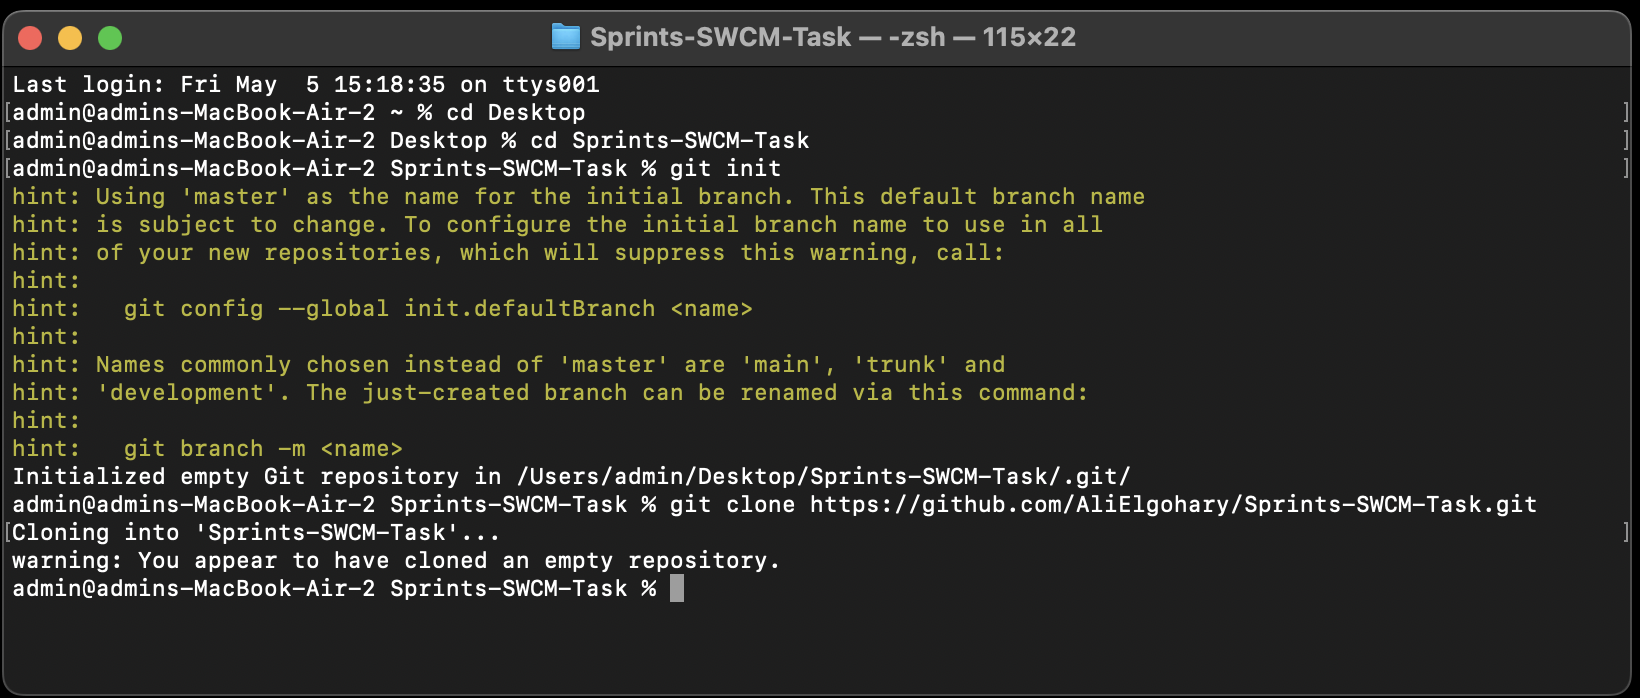 Sprints-SWCM-Task — -zsh — 115×22
Last login: Fri May  5 15:18:35 on ttys001
[admin@admins-MacBook-Air-2 ~ % cd Desktop ]
[admin@admins-MacBook-Air-2 Desktop % cd Sprints-SWCM-Task ]
[admin@admins-MacBook-Air-2 Sprints-SWCM-Task % git init ]
hint: Using 'master' as the name for the initial branch. This default branch name
hint: is subject to change. To configure the initial branch name to use in all
hint: of your new repositories, which will suppress this warning, call:
hint:
hint:   git config --global init.defaultBranch <name>
hint:
hint: Names commonly chosen instead of 'master' are 'main', 'trunk' and
hint: 'development'. The just-created branch can be renamed via this command:
hint:
hint:   git branch -m <name>
Initialized empty Git repository in /Users/admin/Desktop/Sprints-SWCM-Task/.git/
admin@admins-MacBook-Air-2 Sprints-SWCM-Task % git clone https://github.com/AliElgohary/Sprints-SWCM-Task.git
[Cloning into 'Sprints-SWCM-Task'... ]
warning: You appear to have cloned an empty repository.
admin@admins-MacBook-Air-2 Sprints-SWCM-Task %